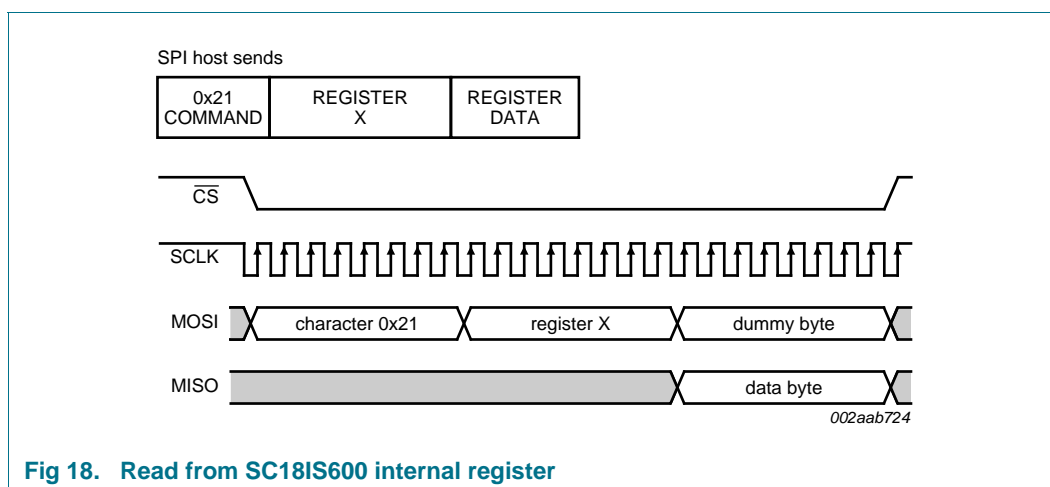 SPI host sends
0x21 COMMAND
REGISTER X
REGISTER DATA
CS
SCLK
MOSI
character 0x21
register X
dummy byte
MISO
data byte
002aab724
Fig 18. Read from SC18IS600 internal register